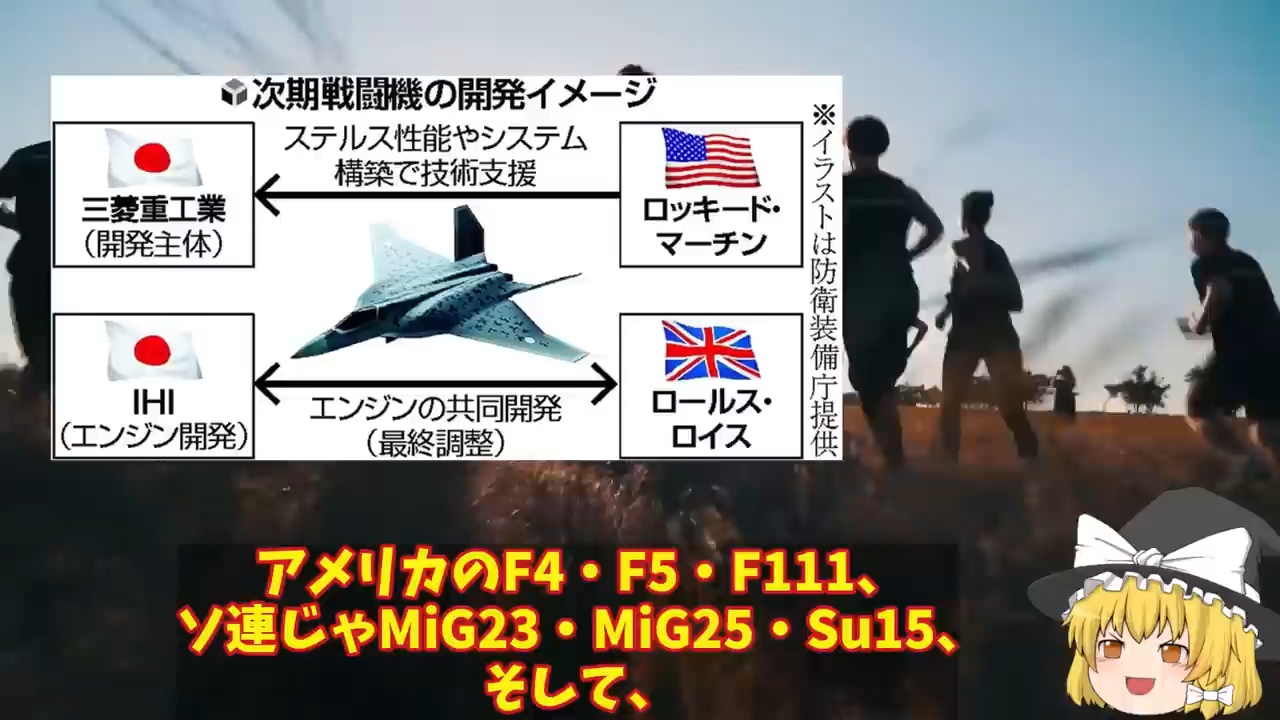 次期戦闘機の開発イメージ
三菱重工業
(開発主体)
ステルス性能やシステム
構築で技術支援
ロッキード・
マーチン
IHI
(エンジン開発)
エンジンの共同開発
(最終調整)
ロールス・
ロイス
※イラストは防衛装備庁提供
アメリカのF4・F5・F111、
ソ連じゃMiG23・MiG25・Su15、
そして、